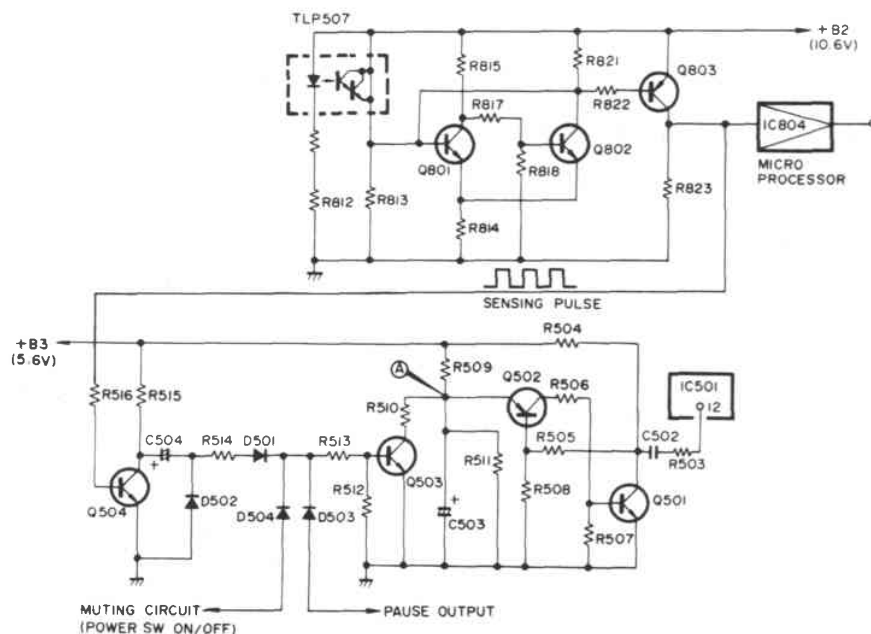 TLP507
+B2
(10.6V)
R815
R821
Q803
R817
R822
IC804
Q801
R818
Q802
MICRO
PROCESSOR
R812
R813
R814
R823
SENSING PULSE
+B3
(5.6V)
R504
R509
A
Q502
R506
IC501
12
R516
R515
R510
C504
R514
D501
R513
R505
C502
R503
Q503
R511
R512
R508
Q504
D502
D504
D503
C503
Q501
R507
MUTING CIRCUIT
(POWER SW ON/OFF)
PAUSE OUTPUT